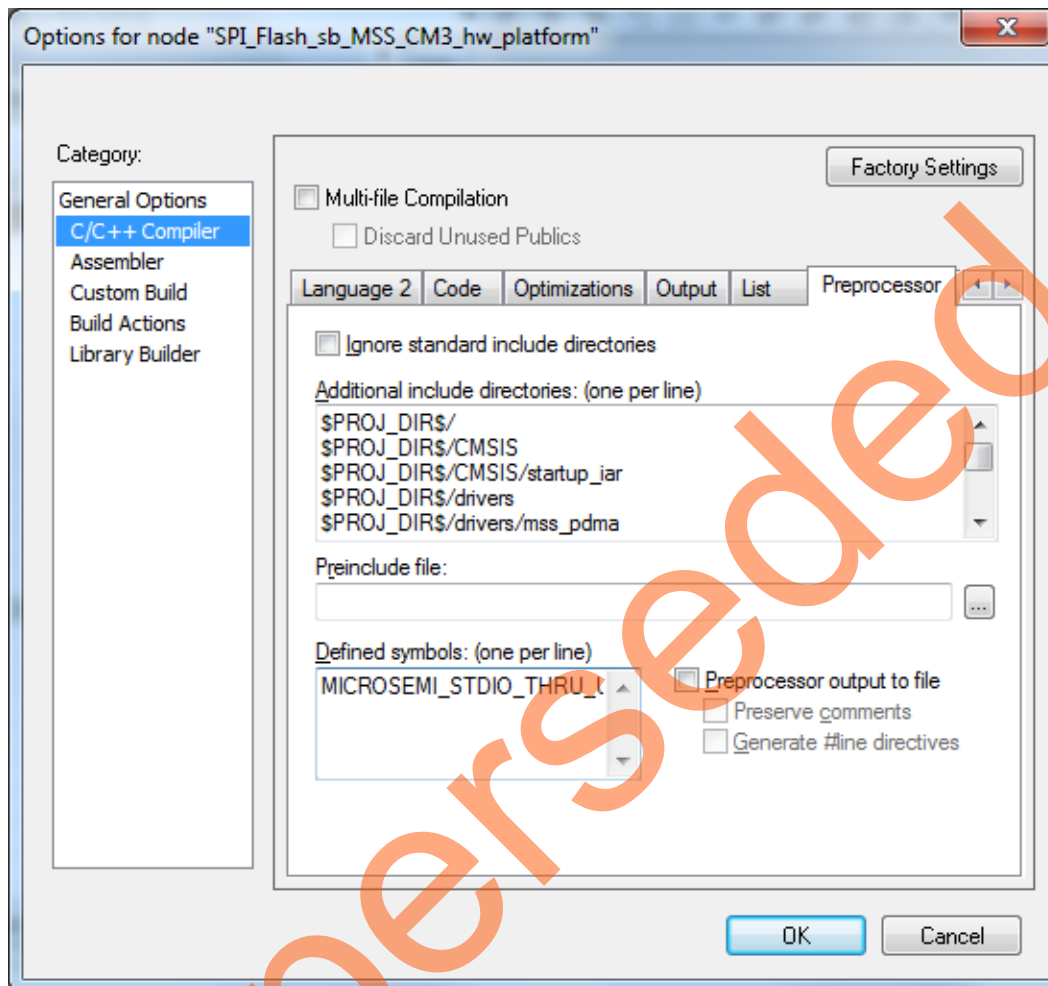 Options for node "SPI_Flash_sb_MSS_CM3_hw_platform"
Category:
General Options
C/C++ Compiler
Assembler
Custom Build
Build Actions
Library Builder
Factory Settings
Multi-file Compilation
Discard Unused Publics
Language 2 Code Optimizations Output List Preprocessor
Ignore standard include directories
Additional include directories: (one per line)
$PROJ_DIR$/
$PROJ_DIR$/CMSIS
$PROJ_DIR$/CMSIS/startup_iar
$PROJ_DIR$/drivers
$PROJ_DIR$/drivers/mss_pdma
Preinclude file:
...
Defined symbols: (one per line)
MICROSEMI_STDIO_THRU_
Preprocessor output to file
Preserve comments
Generate #line directives
OK Cancel
perseded